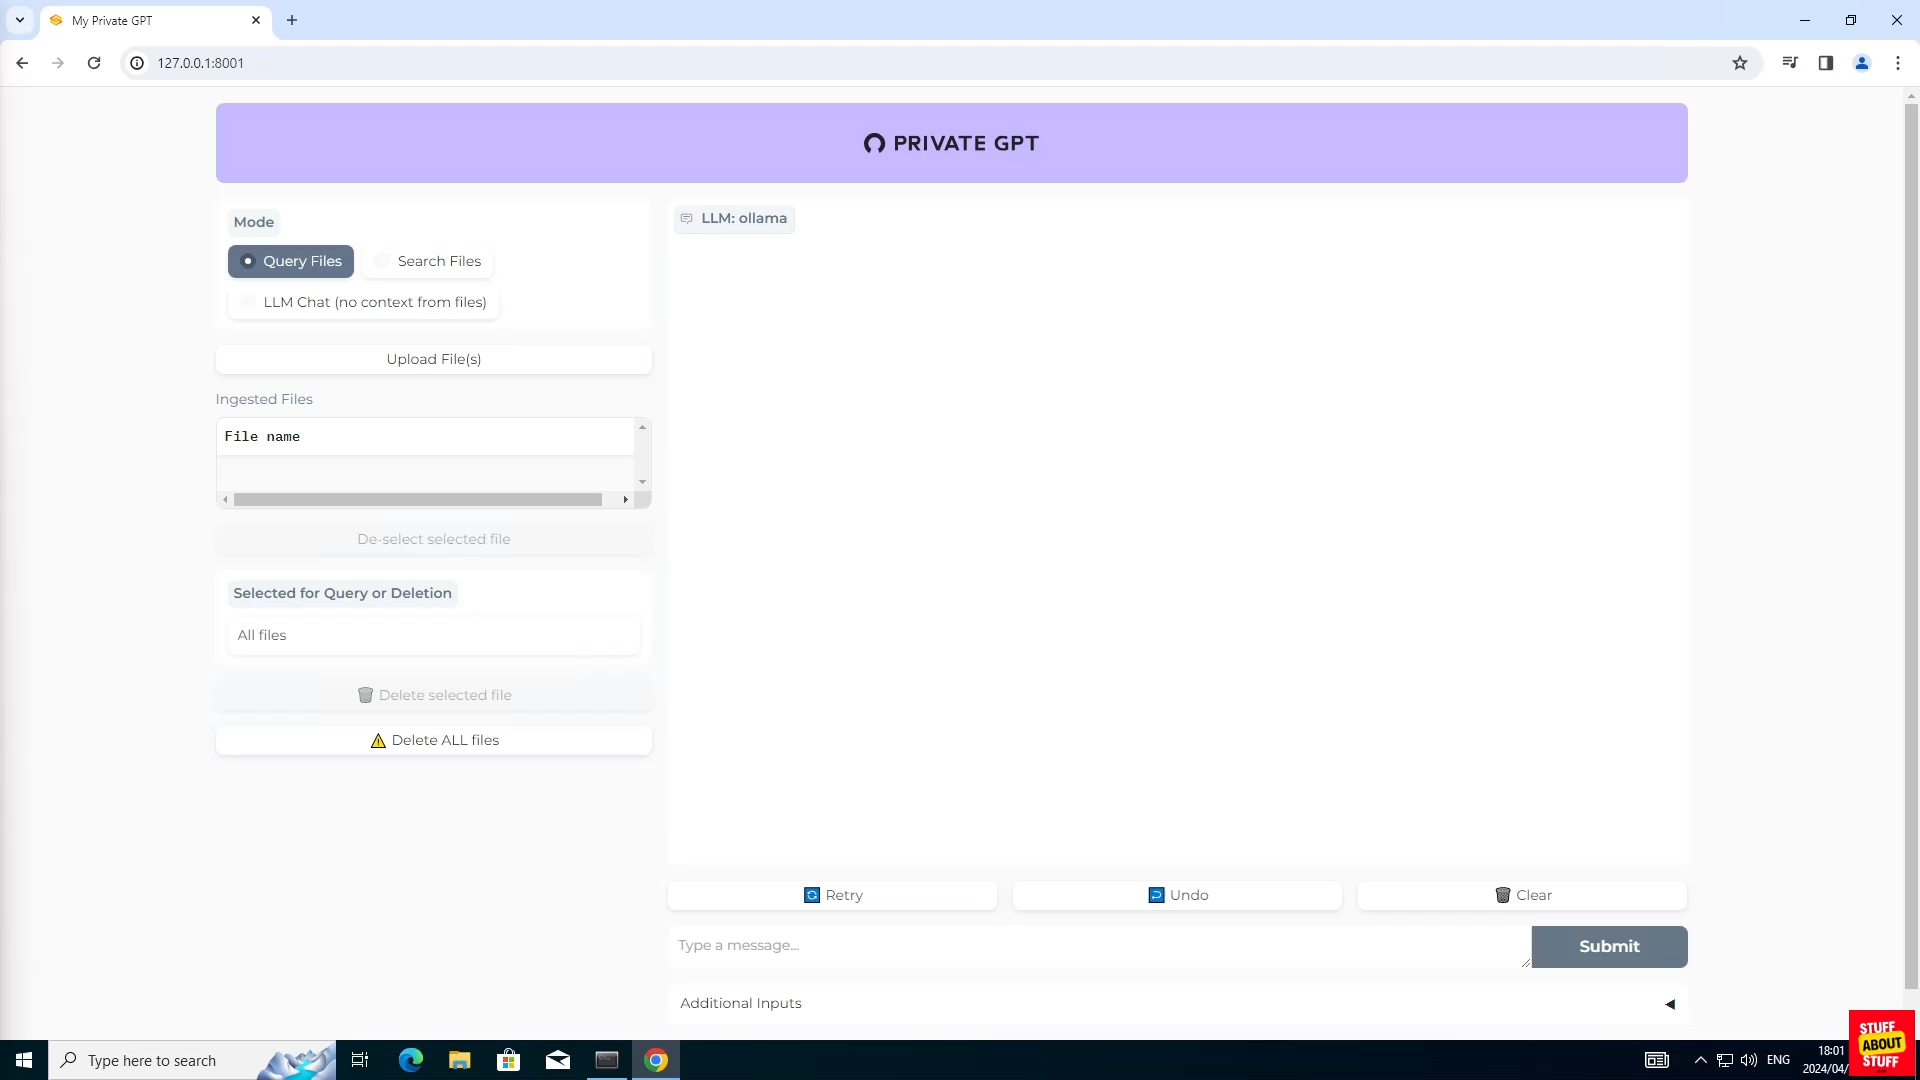 My Private GPT
127.0.0.1:8001
PRIVATE GPT
Mode
Query Files
Search Files
LLM Chat (no context from files)
Upload File(s)
Ingested Files
File name
De-select selected file
Selected for Query or Deletion
All files
Delete selected file
Delete ALL files
LLM: ollama
Retry
Undo
Clear
Type a message...
Submit
Additional Inputs
Type here to search
ENG
18:01
2024/04/
STUFF
ABOUT
STUFF